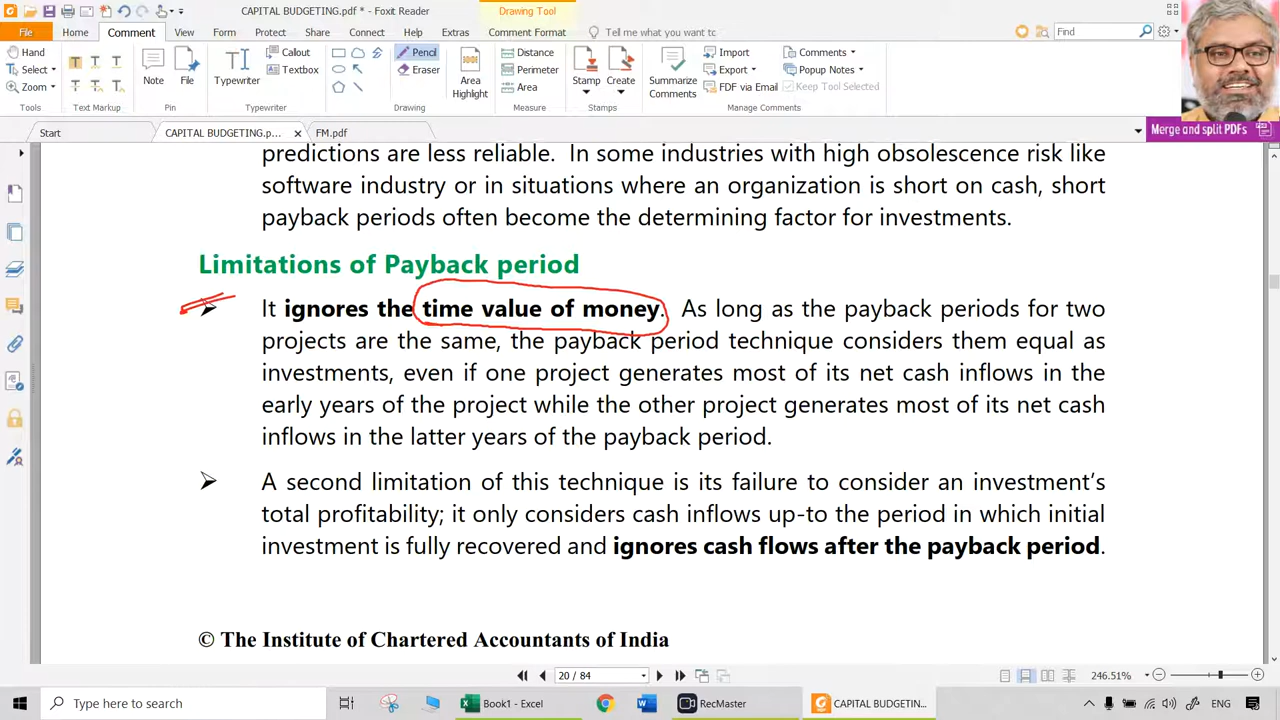 CAPITAL BUDGETING.pdf * - Foxit Reader
Drawing Tool
File Home Comment View Form Protect Share Connect Help Extras Comment Format Tell me what you want tc Find
Hand
Select
Zoom
Tools
T T T
T T T
Text Markup
Note
File
Pin
Typewriter
Callout
Textbox
Typewriter
Pencil
Eraser
Drawing
Area Highlight
Distance
Perimeter
Area
Measure
Stamp
Create
Stamps
Summarize Comments
Import
Export
FDF via Email
Comments
Popup Notes
Keep Tool Selected
Manage Comments
Start CAPITAL BUDGETING.p... FM.pdf
Merge and split PDFs
predictions are less reliable. In some industries with high obsolescence risk like
software industry or in situations where an organization is short on cash, short
payback periods often become the determining factor for investments.
Limitations of Payback period
It ignores the time value of money. As long as the payback periods for two
projects are the same, the payback period technique considers them equal as
investments, even if one project generates most of its net cash inflows in the
early years of the project while the other project generates most of its net cash
inflows in the latter years of the payback period.
A second limitation of this technique is its failure to consider an investment's
total profitability; it only considers cash inflows up-to the period in which initial
investment is fully recovered and ignores cash flows after the payback period.
© The Institute of Chartered Accountants of India
20 / 84
246.51%
Type here to search
Book1 - Excel
RecMaster
CAPITAL BUDGETIN...
ENG